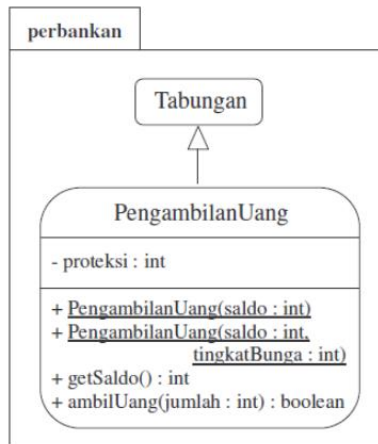 perbankan
Tabungan
PengambilanUang
- proteksi : int
+ PengambilanUang(saldo : int)
+ PengambilanUang(saldo : int,
tingkatBunga : int)
+ getSaldo() : int
+ ambilUang(jumlah : int) : boolean